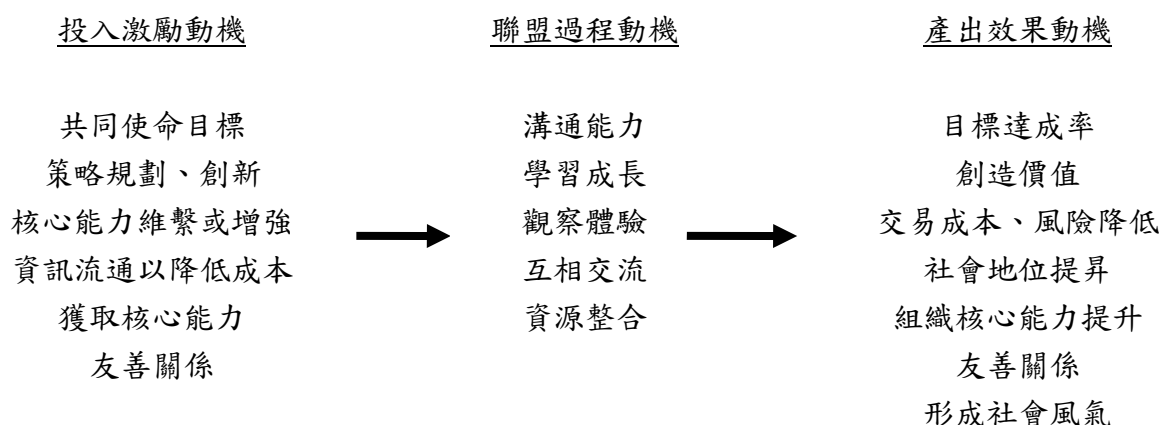 投入激勵動機
共同使命目標
策略規劃、創新
核心能力維繫或增強
資訊流通以降低成本
獲取核心能力
友善關係
聯盟過程動機
溝通能力
學習成長
觀察體驗
互相交流
資源整合
產出效果動機
目標達成率
創造價值
交易成本、風險降低
社會地位提昇
組織核心能力提升
友善關係
形成社會風氣